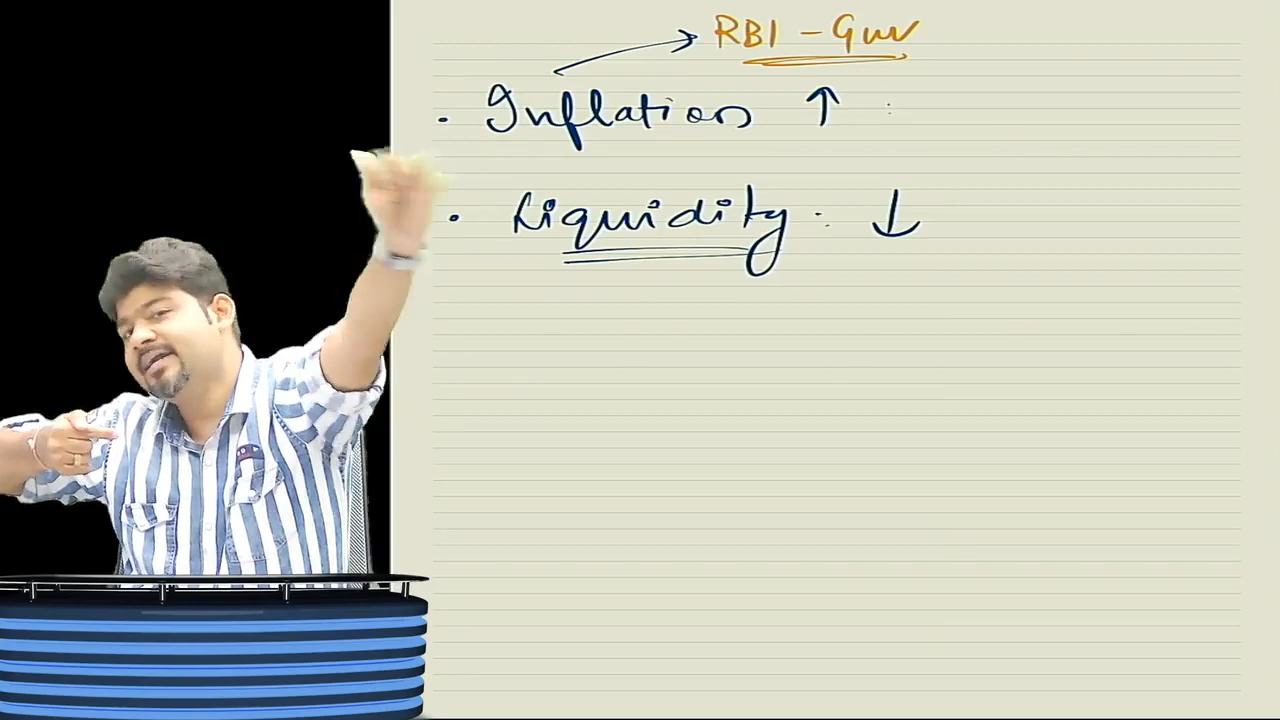 RBI - Guv
. Inflation ↑
. Liquidity : ↓